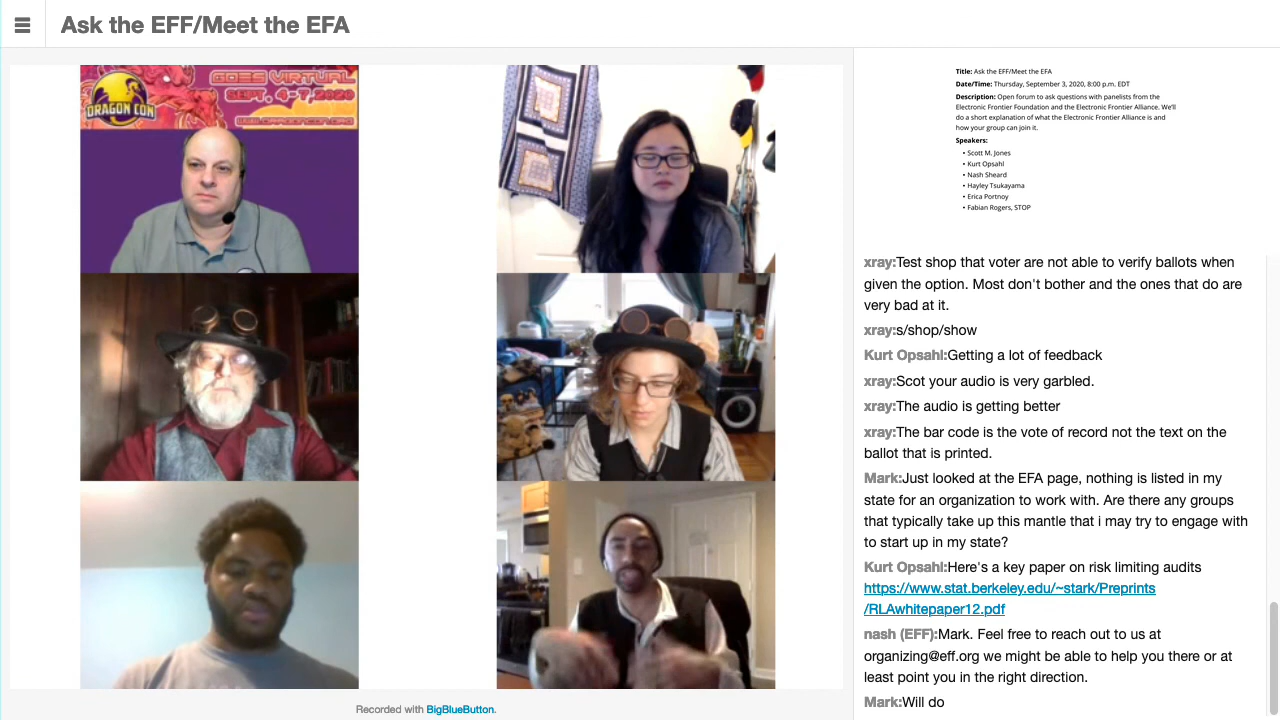 Ask the EFF/Meet the EFA
GOES VIRTUAL
SEPT. 4-7, 2020
DRAGON CON
WWW.DRAGONCON.ORG
Recorded with BigBlueButton.
Title: Ask the EFF/Meet the EFA
Date/Time: Thursday, September 3, 2020, 8:00 p.m. EDT
Description: Open forum to ask questions with panelists from the
Electronic Frontier Foundation and the Electronic Frontier Alliance. We'll
do a short explanation of what the Electronic Frontier Alliance is and
how your group can join it.
Speakers:
• Scott M. Jones
• Kurt Opsahl
• Nash Sheard
• Hayley Tsukayama
• Erica Portnoy
• Fabian Rogers, STOP
xray:Test shop that voter are not able to verify ballots when
given the option. Most don't bother and the ones that do are
very bad at it.
xray:s/shop/show
Kurt Opsahl:Getting a lot of feedback
xray:Scot your audio is very garbled.
xray:The audio is getting better
xray:The bar code is the vote of record not the text on the
ballot that is printed.
Mark:Just looked at the EFA page, nothing is listed in my
state for an organization to work with. Are there any groups
that typically take up this mantle that i may try to engage with
to start up in my state?
Kurt Opsahl:Here's a key paper on risk limiting audits
https://www.stat.berkeley.edu/~stark/Preprints
/RLAwhitepaper12.pdf
nash (EFF):Mark. Feel free to reach out to us at
organizing@eff.org we might be able to help you there or at
least point you in the right direction.
Mark:Will do